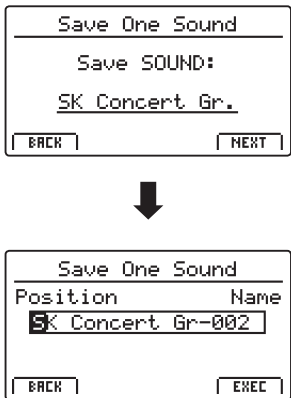 Save One Sound
Save SOUND:
SK Concert Gr.
BACK NEXT
Save One Sound
Position Name
SK Concert Gr-002
BACK EXEC